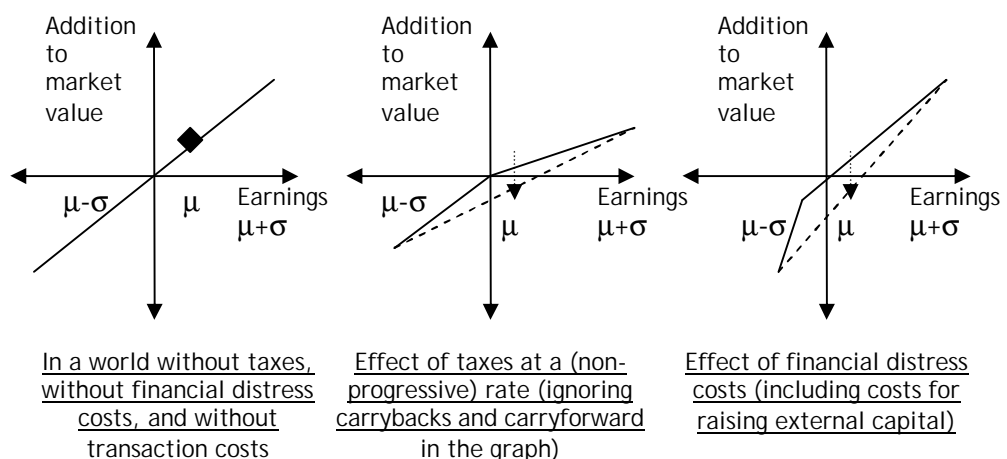 Addition
to
market
value
μ-σ
μ
Earnings
μ+σ
In a world without taxes,
without financial distress
costs, and without
transaction costs
Addition
to
market
value
μ-σ
μ
Earnings
μ+σ
Effect of taxes at a (non-
progressive) rate (ignoring
carrybacks and carryforward
in the graph)
Addition
to
market
value
μ-σ
μ
Earnings
μ+σ
Effect of financial distress
costs (including costs for
raising external capital)